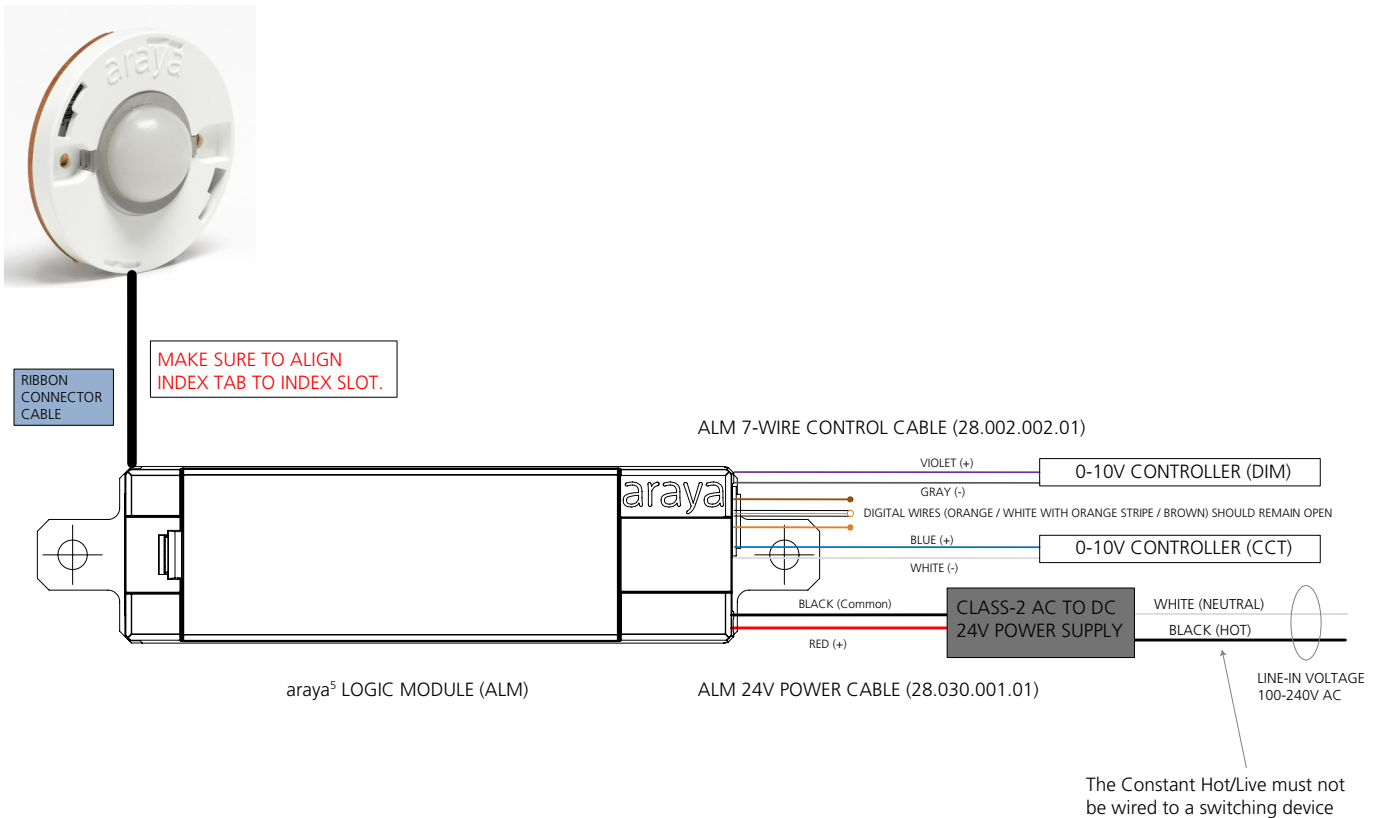 araya
MAKE SURE TO ALIGN
INDEX TAB TO INDEX SLOT.
RIBBON
CONNECTOR
CABLE
ALM 7-WIRE CONTROL CABLE (28.002.002.01)
VIOLET (+)
0-10V CONTROLLER (DIM)
araya
GRAY (-)
DIGITAL WIRES (ORANGE / WHITE WITH ORANGE STRIPE / BROWN) SHOULD REMAIN OPEN
BLUE (+)
0-10V CONTROLLER (CCT)
WHITE (-)
BLACK (Common)
CLASS-2 AC TO DC
24V POWER SUPPLY
WHITE (NEUTRAL)
BLACK (HOT)
RED (+)
LINE-IN VOLTAGE
100-240V AC
araya⁵ LOGIC MODULE (ALM)
ALM 24V POWER CABLE (28.030.001.01)
The Constant Hot/Live must not
be wired to a switching device